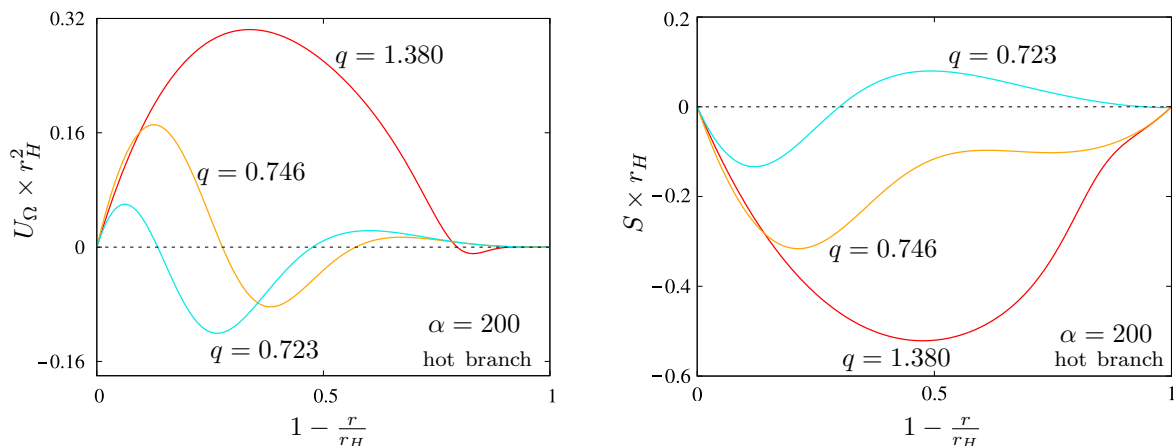 0.32
0.16
0
-0.16
U_Ω × r_H^2
q = 1.380
q = 0.746
q = 0.723
α = 200
hot branch
0 0.5 1
1 − r/r_H
0.2
0
-0.2
-0.4
-0.6
S × r_H
q = 0.723
q = 0.746
q = 1.380
α = 200
hot branch
0 0.5 1
1 − r/r_H